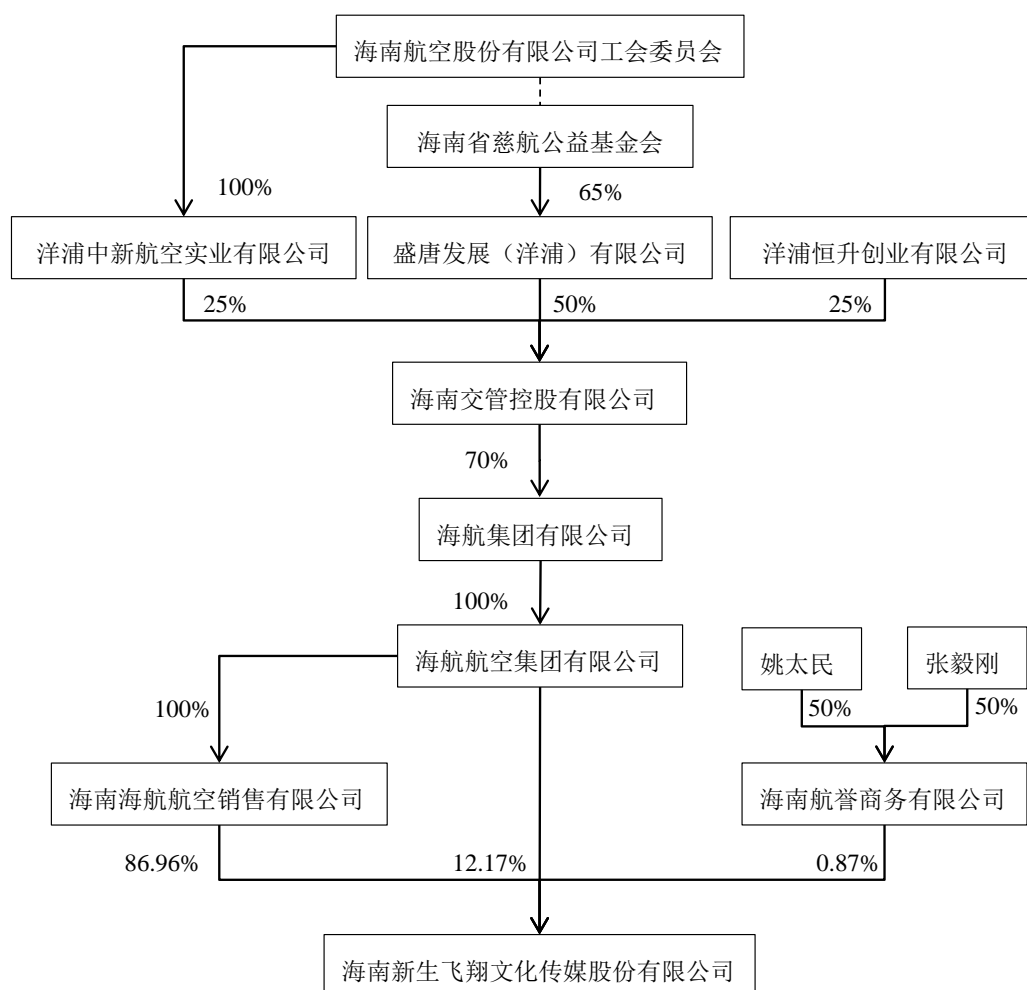 海南航空股份有限公司工会委员会
海南省慈航公益基金会
100%
65%
洋浦中新航空实业有限公司
盛唐发展（洋浦）有限公司
洋浦恒升创业有限公司
25%
50%
25%
海南交管控股有限公司
70%
海航集团有限公司
100%
海航航空集团有限公司
姚太民
张毅刚
100%
50%
50%
海南海航航空销售有限公司
海南航誉商务有限公司
86.96%
12.17%
0.87%
海南新生飞翔文化传媒股份有限公司